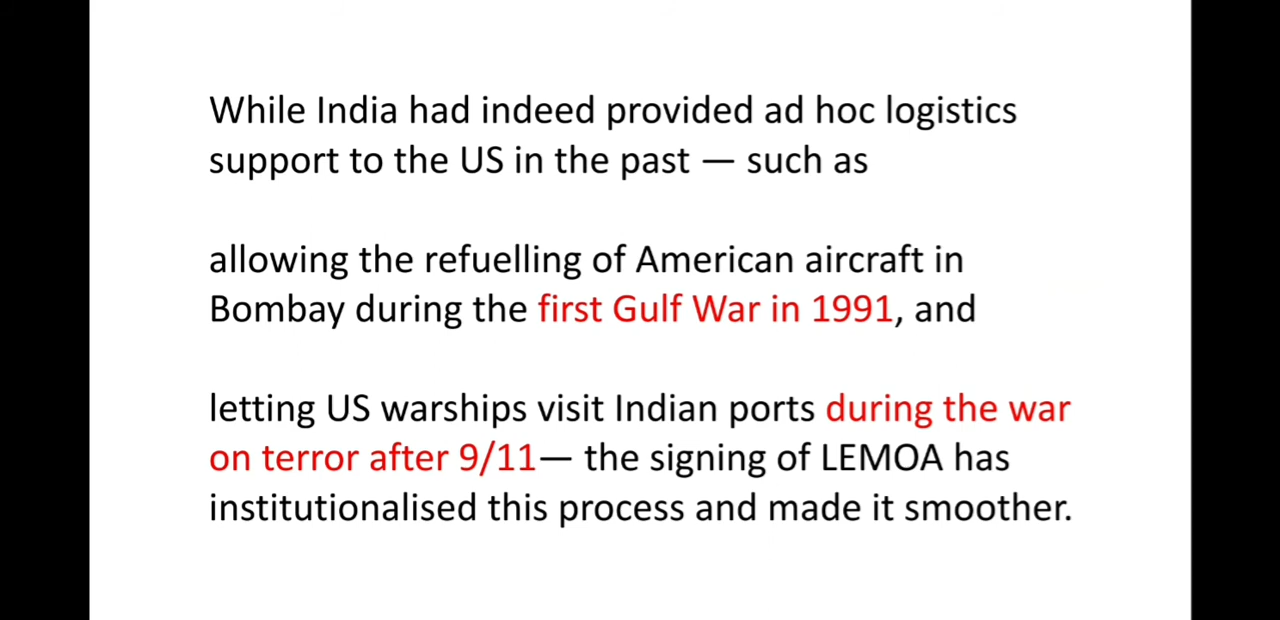 While India had indeed provided ad hoc logistics
support to the US in the past — such as
allowing the refuelling of American aircraft in
Bombay during the first Gulf War in 1991, and
letting US warships visit Indian ports during the war
on terror after 9/11— the signing of LEMOA has
institutionalised this process and made it smoother.